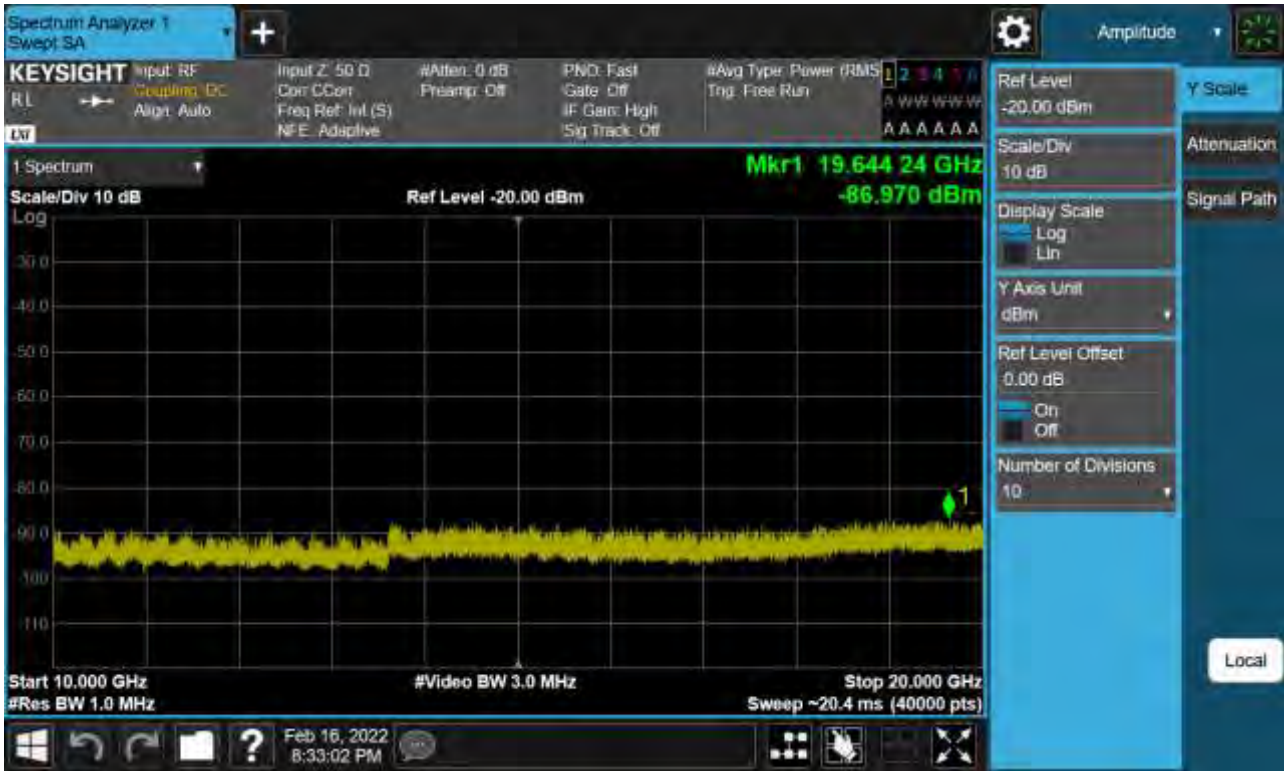 Spectrum Analyzer 1
Swept SA
Amplitude
KEYSIGHT
RL
LXI
Input: RF
Coupling: DC
Align: Auto
Input Z: 50 Ω
Corr CCorr
Freq Ref: Int (S)
NFE: Adaptive
#Atten: 0 dB
Preamp: Off
PNO: Fast
Gate: Off
IF Gain: High
Sig Track: Off
#Avg Type: Power (RMS
Trig: Free Run
1 2 3 4 5 6
A W W W W W
A A A A A A
1 Spectrum
Scale/Div 10 dB
Ref Level -20.00 dBm
Mkr1 19.644 24 GHz
-86.970 dBm
Log
-30.0
-40.0
-50.0
-60.0
-70.0
-80.0
-90.0
-100
-110
1
Start 10.000 GHz
#Res BW 1.0 MHz
#Video BW 3.0 MHz
Stop 20.000 GHz
Sweep ~20.4 ms (40000 pts)
Ref Level
-20.00 dBm
Scale/Div
10 dB
Display Scale
Log
Lin
Y Axis Unit
dBm
Ref Level Offset
0.00 dB
On
Off
Number of Divisions
10
Y Scale
Attenuation
Signal Path
Local
?
Feb 16, 2022
8:33:02 PM